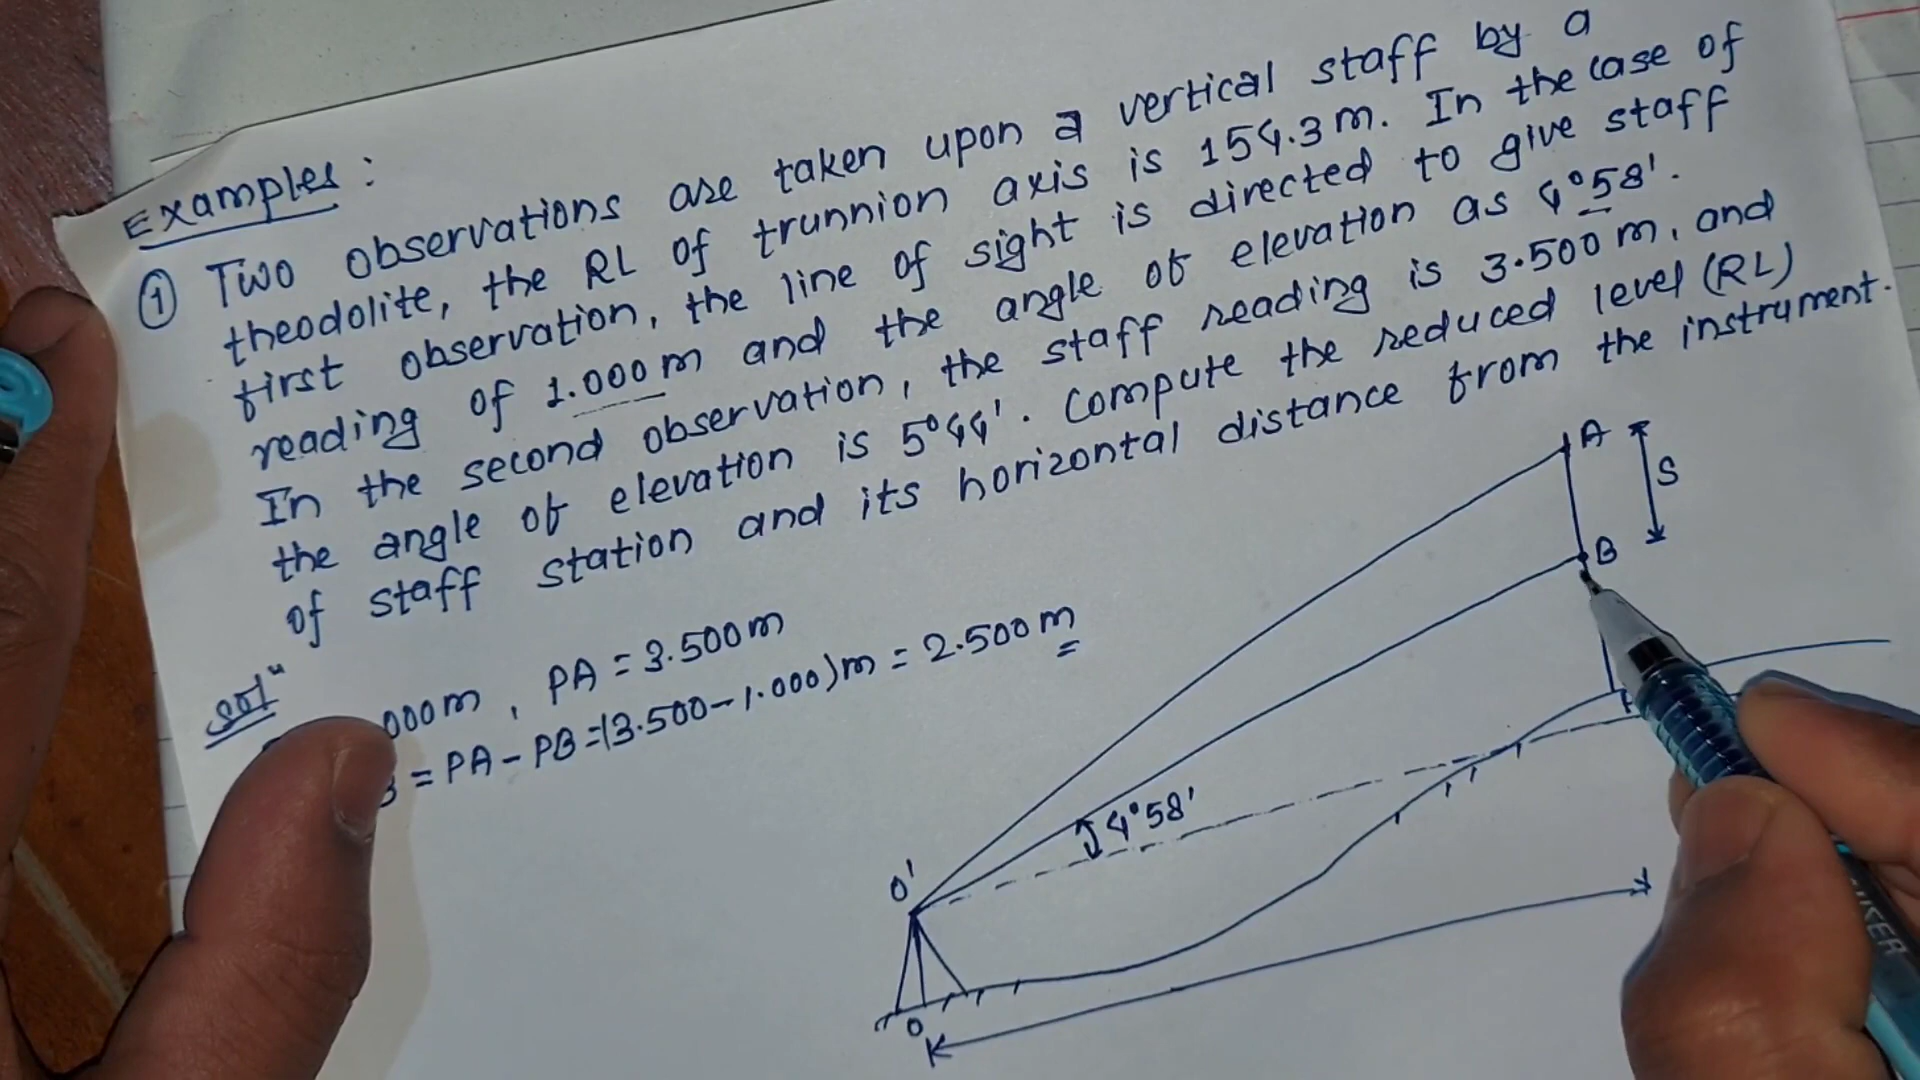 Examples :
① Two observations are taken upon a vertical staff by a
theodolite, the RL of trunnion axis is 154.3m. In the case of
first observation, the line of sight is directed to give staff
reading of 1.000 m and the angle of elevation as 4°58'.
In the second observation, the staff reading is 3.500 m, and
the angle of elevation is 5°44'. Compute the reduced level (RL)
of staff station and its horizontal distance from the instrument.
Solⁿ
000m , PA = 3.500m
= PA - PB = (3.500-1.000)m = 2.500m
A
S
B
4°58'
O'
O